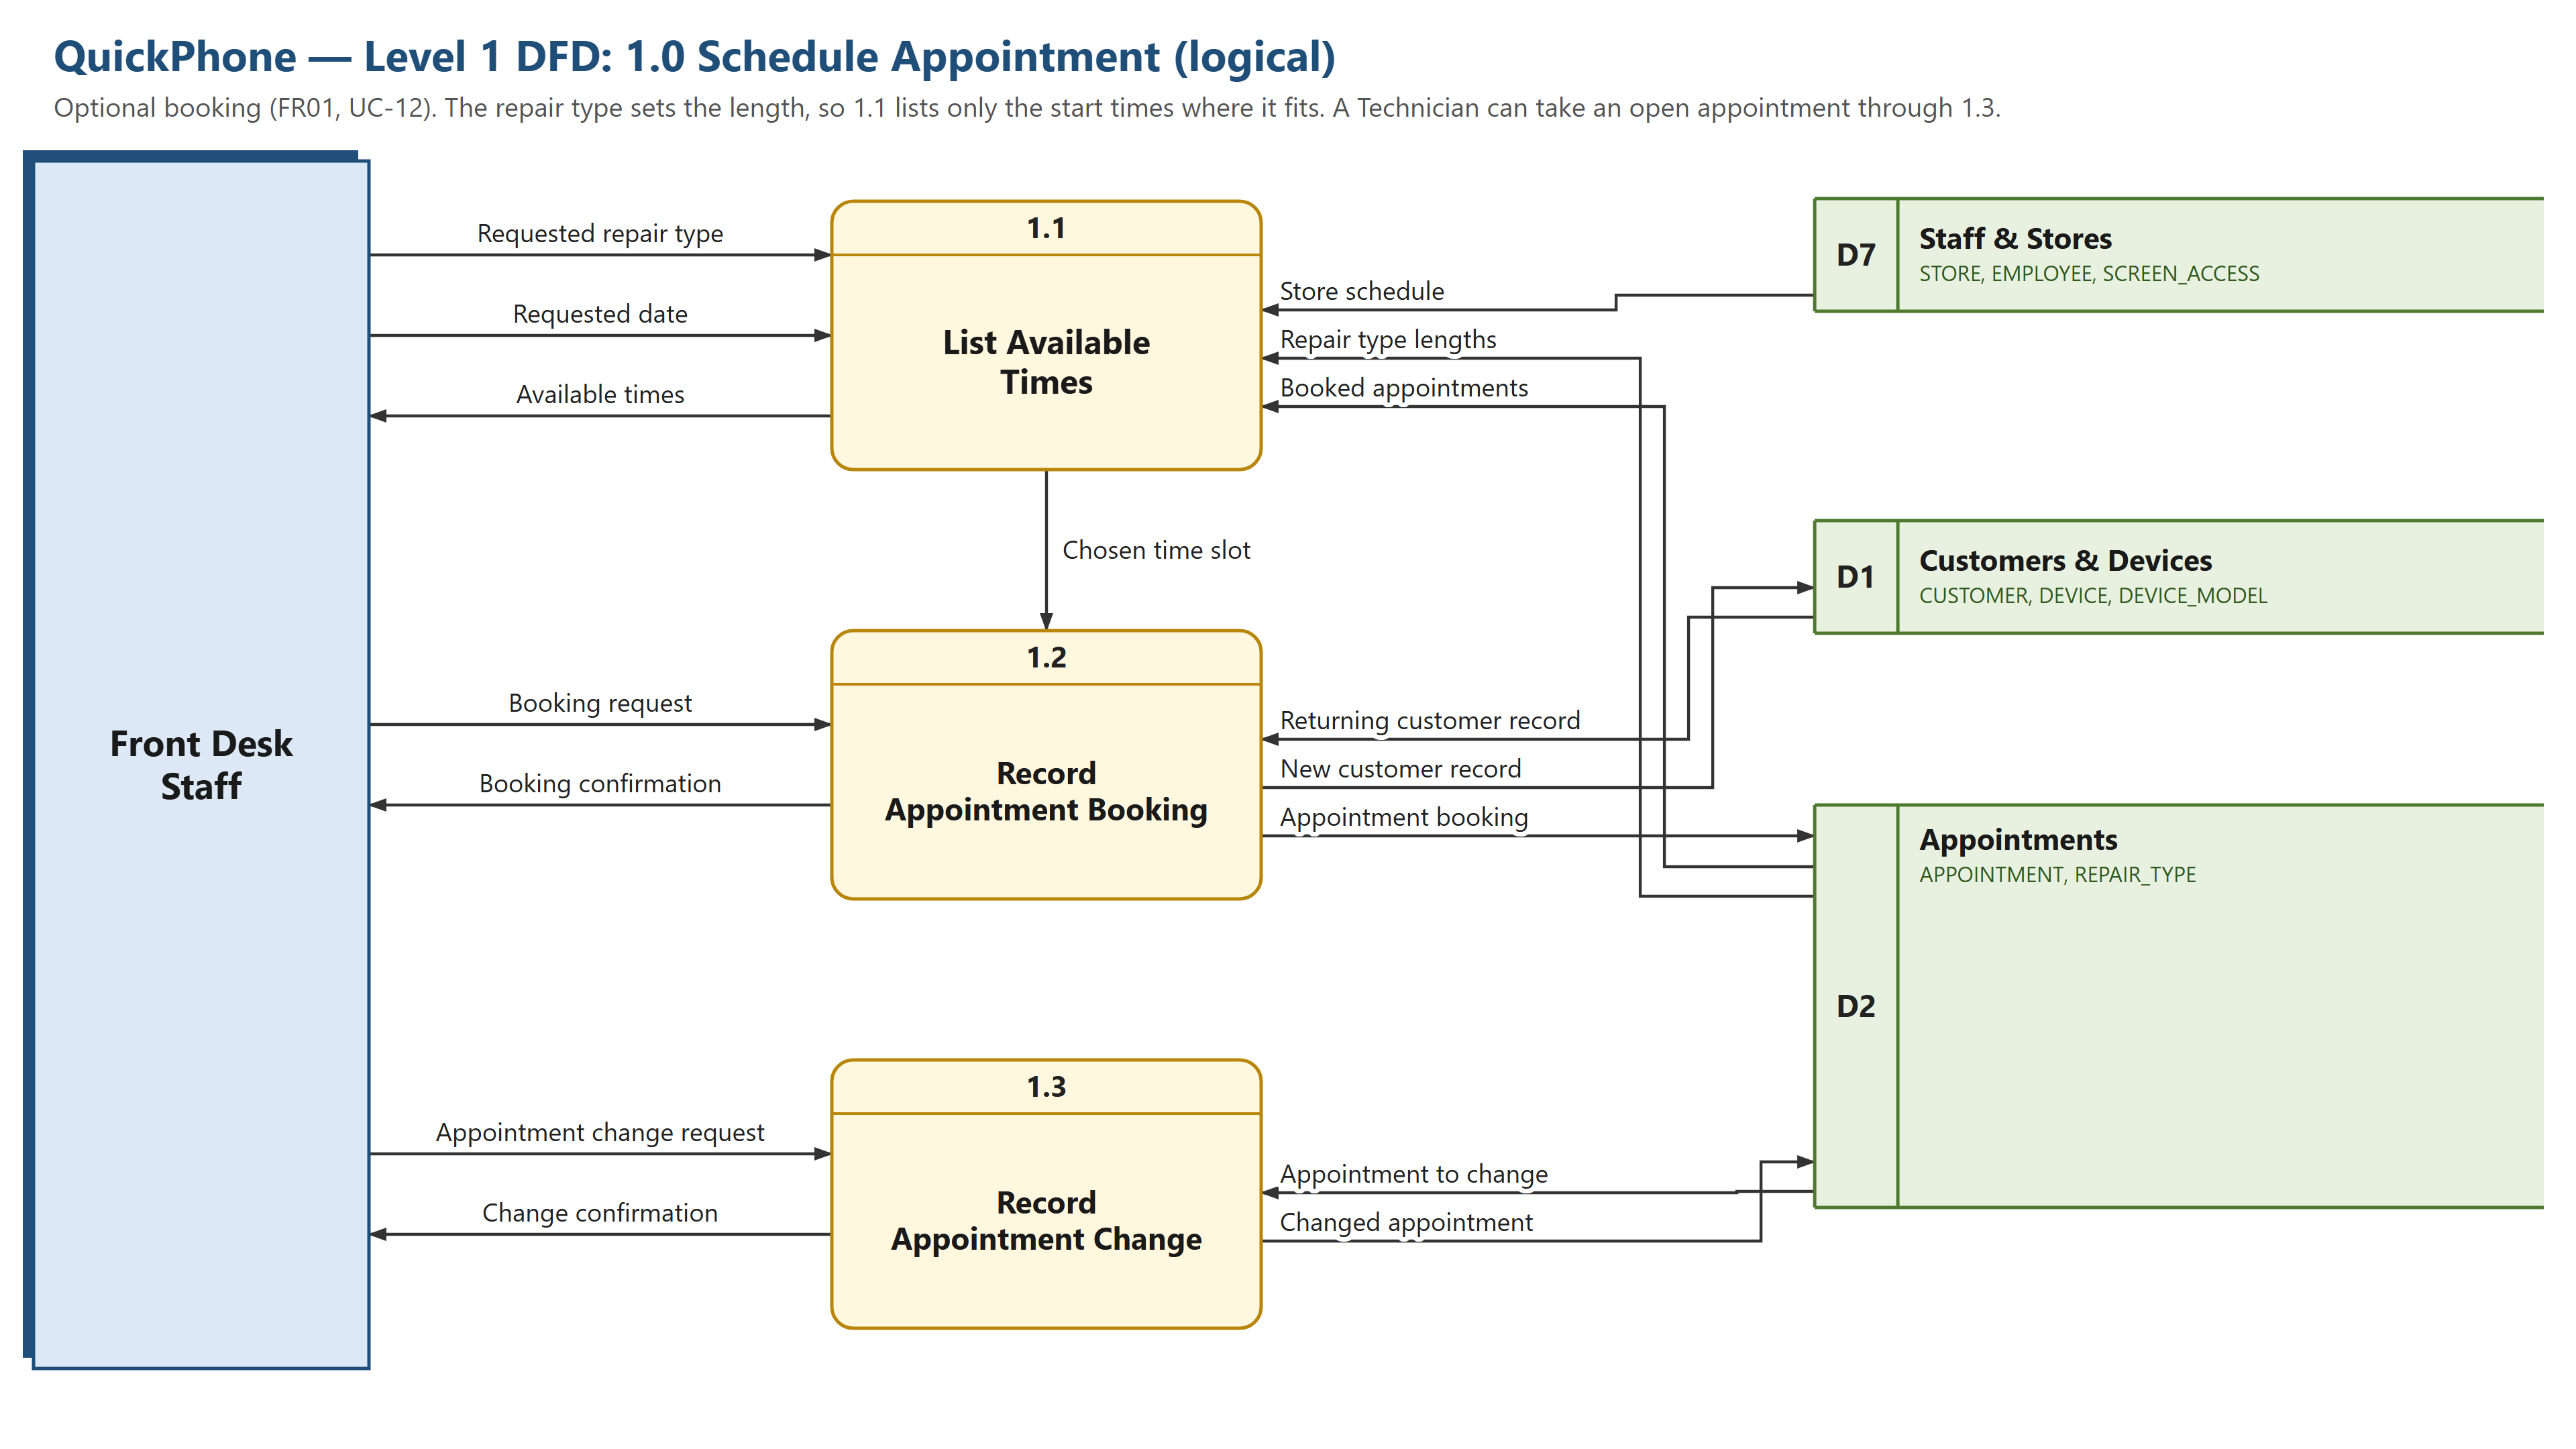 QuickPhone — Level 1 DFD: 1.0 Schedule Appointment (logical)
Optional booking (FR01, UC-12). The repair type sets the length, so 1.1 lists only the start times where it fits. A Technician can take an open appointment through 1.3.
Front Desk
Staff
Requested repair type
Requested date
Available times
1.1
List Available
Times
Store schedule
Repair type lengths
Booked appointments
D7
Staff & Stores
STORE, EMPLOYEE, SCREEN_ACCESS
Chosen time slot
D1
Customers & Devices
CUSTOMER, DEVICE, DEVICE_MODEL
Booking request
Booking confirmation
1.2
Record
Appointment Booking
Returning customer record
New customer record
Appointment booking
D2
Appointments
APPOINTMENT, REPAIR_TYPE
Appointment change request
Change confirmation
1.3
Record
Appointment Change
Appointment to change
Changed appointment